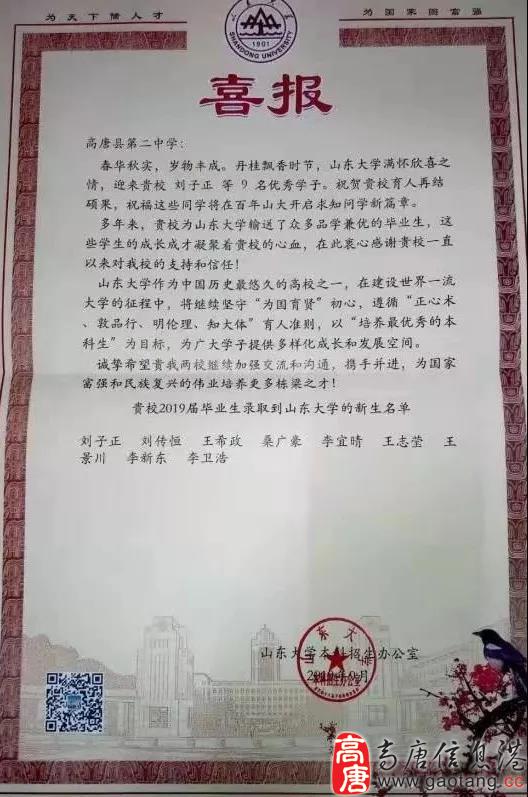 为天下储人才
为国家图富强
SHANDONG UNIVERSITY
1901
喜报
高唐县第二中学:
春华秋实,岁物丰成。丹桂飘香时节,山东大学满怀欣喜之
情,迎来贵校 刘子正 等 9 名优秀学子。祝贺贵校育人再结
硕果,祝福这些同学将在百年山大开启求知问学新篇章。
多年来,贵校为山东大学输送了众多品学兼优的毕业生,这
些学生的成长成才凝聚着贵校的心血,在此衷心感谢贵校一直
以来对我校的支持和信任!
山东大学作为中国历史最悠久的高校之一,在建设世界一流
大学的征程中,将继续坚守“为国育贤”初心,遵循“正心术
、敦品行、明伦理、知大体”育人准则,以“培养最优秀的本
科生”为目标,为广大学子提供多样化成长和发展空间。
诚挚希望贵我两校继续加强交流和沟通,携手并进,为国家
富强和民族复兴的伟业培养更多栋梁之才!
贵校2019届毕业生录取到山东大学的新生名单
刘子正 刘传恒 王希政 桑广豪 李宜晴 王志莹 王
景川 李新东 李卫浩
山东大学本科招生办公室
山东大学
本科招生办公室
高唐
高唐信息港
www.gaotang.cc